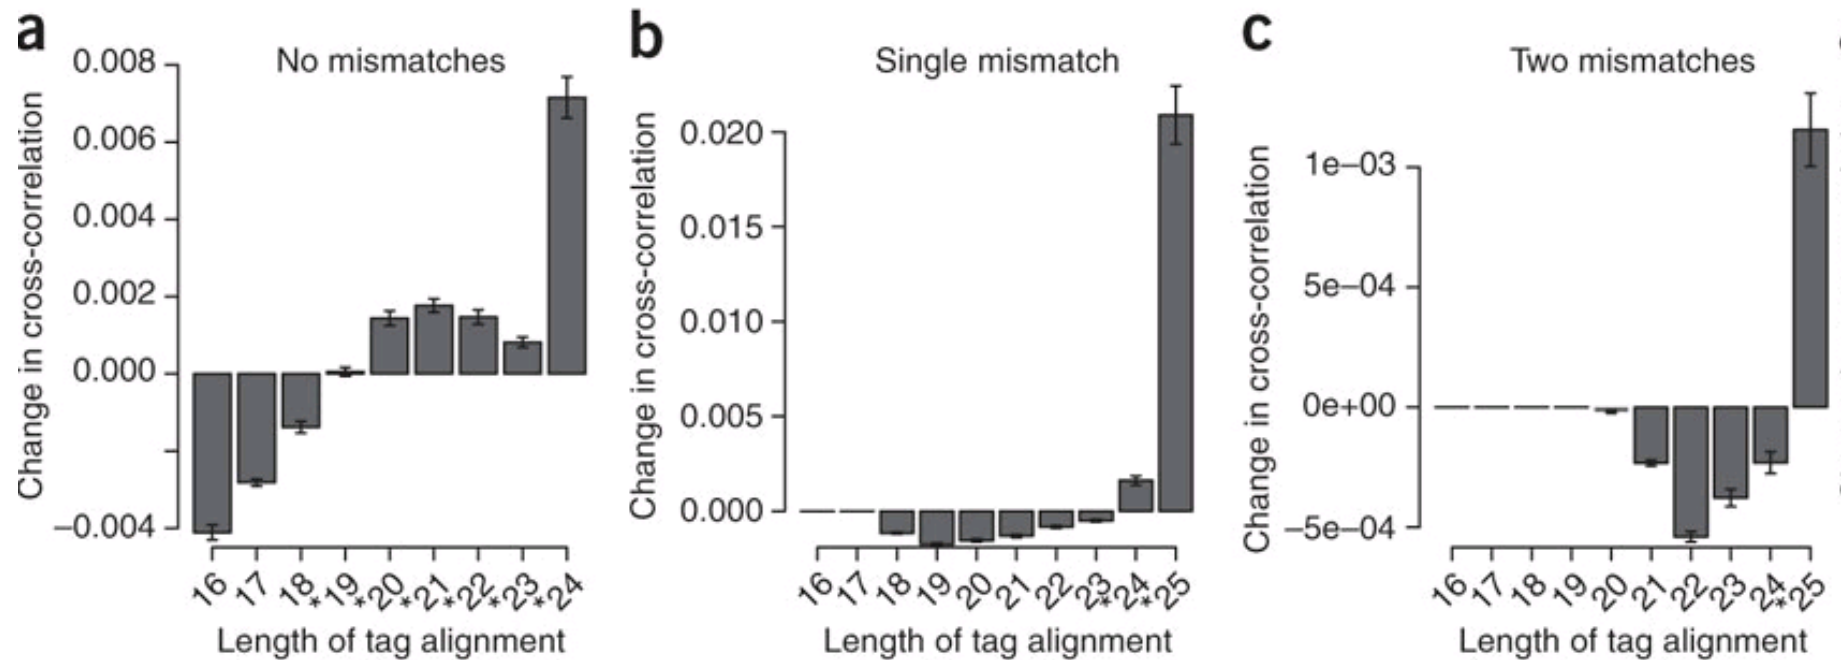 a
No mismatches
Change in cross-correlation
0.008
0.006
0.004
0.002
0.000
−0.004
16 17 18 *19 *20 *21 *22 *23 *24
Length of tag alignment
b
Single mismatch
Change in cross-correlation
0.020
0.015
0.010
0.005
0.000
16 17 18 19 20 21 22 23 *24 *25
Length of tag alignment
c
Two mismatches
Change in cross-correlation
1e–03
5e–04
0e+00
–5e–04
16 17 18 19 20 21 22 23 24 *25
Length of tag alignment